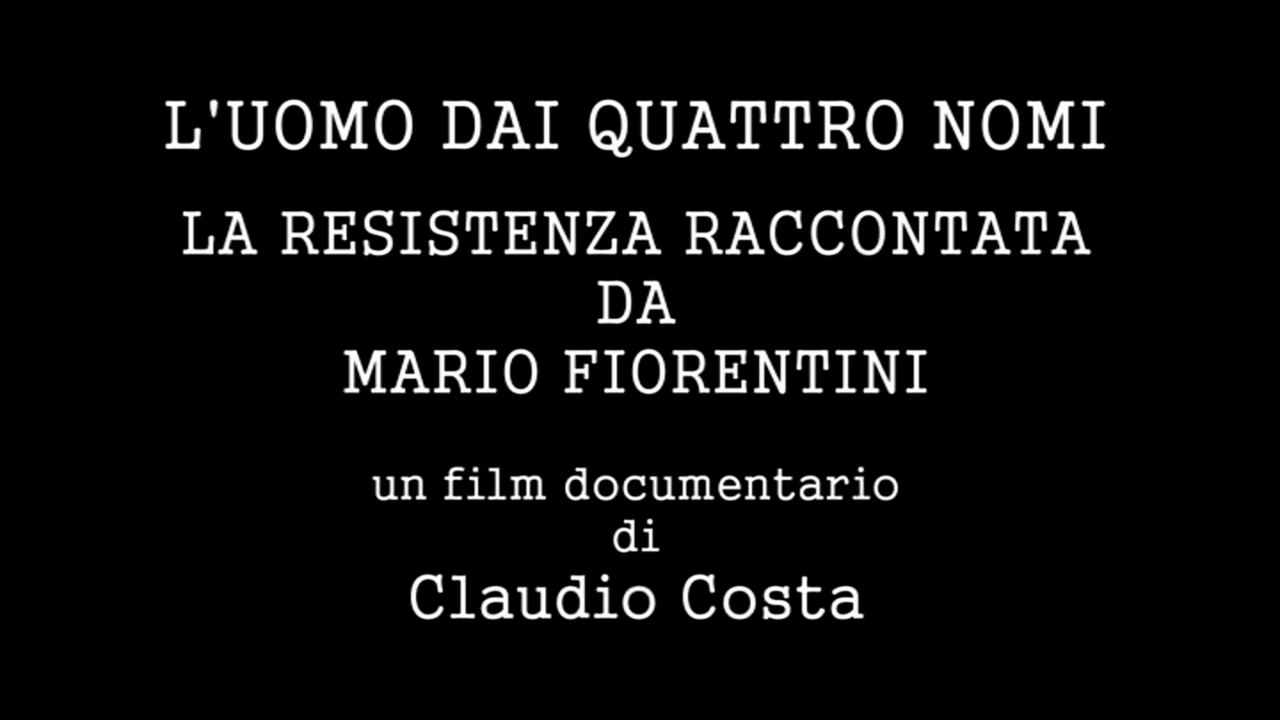 L'UOMO DAI QUATTRO NOMI
LA RESISTENZA RACCONTATA
DA
MARIO FIORENTINI
un film documentario
di
Claudio Costa